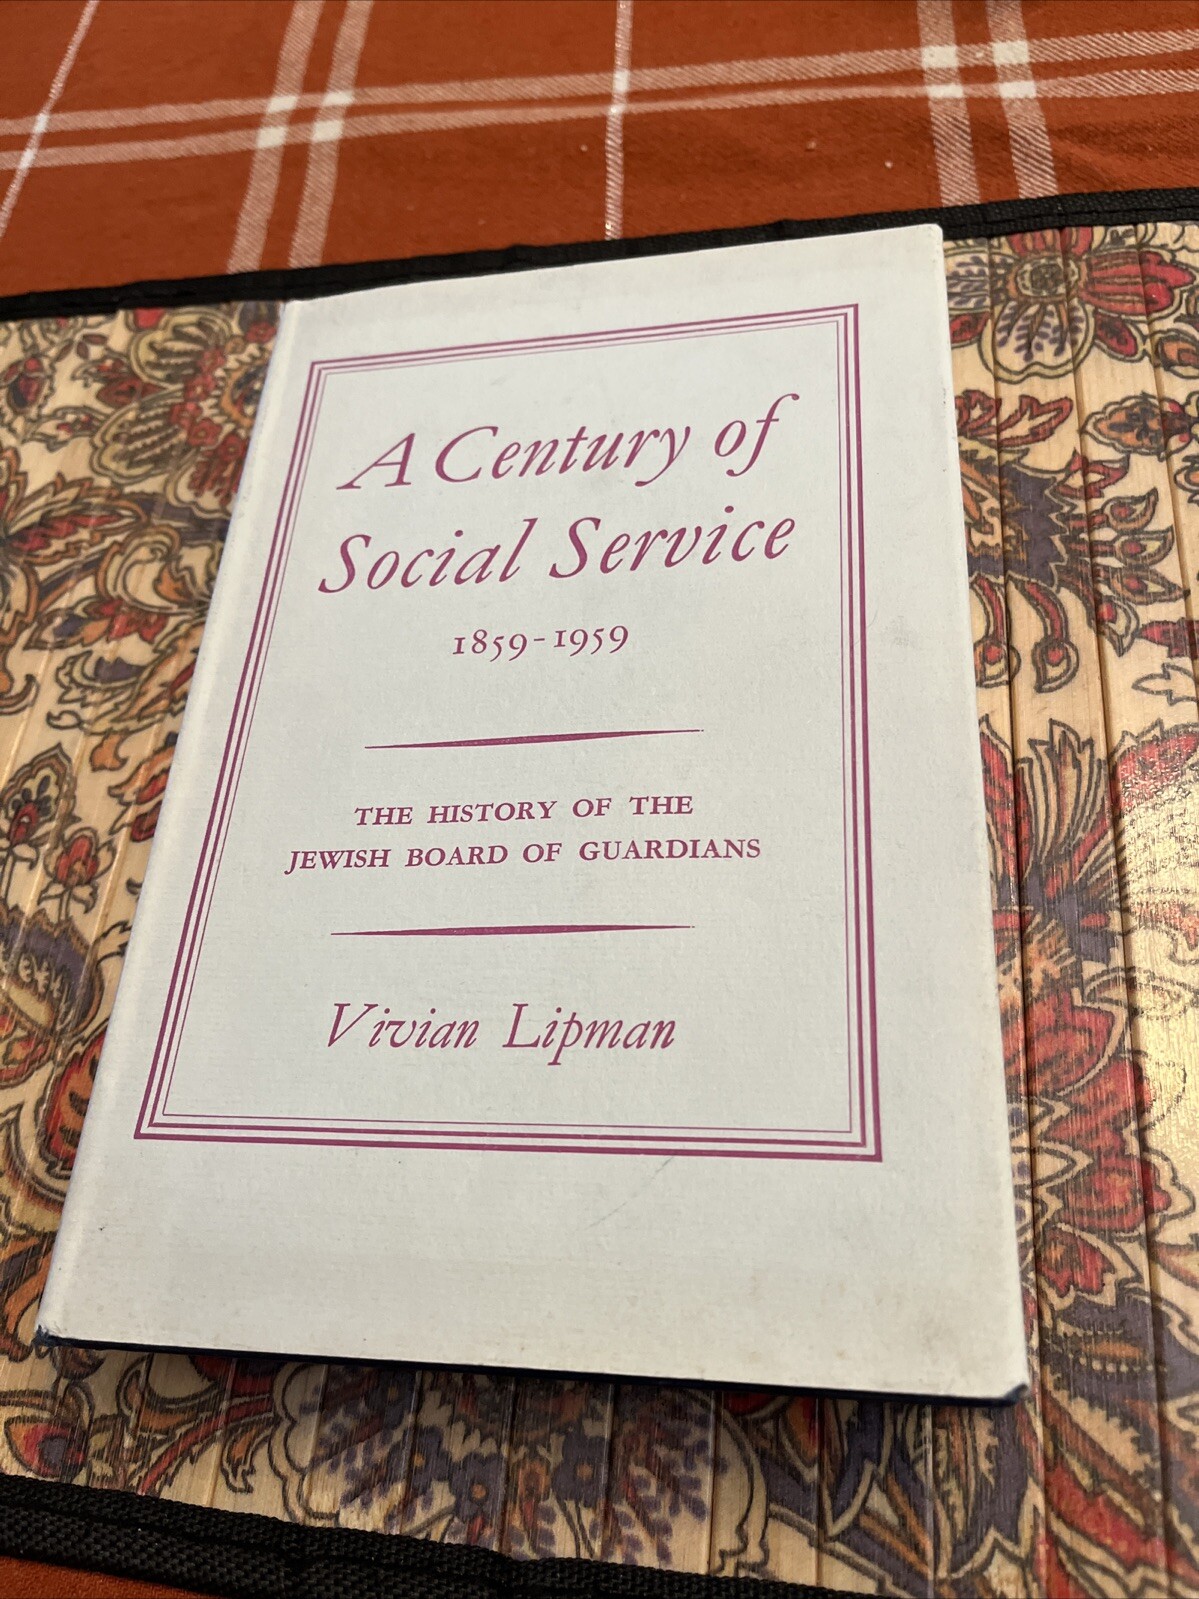 A Century of
Social Service
1859-1959
THE HISTORY OF THE
JEWISH BOARD OF GUARDIANS
Vivian Lipman